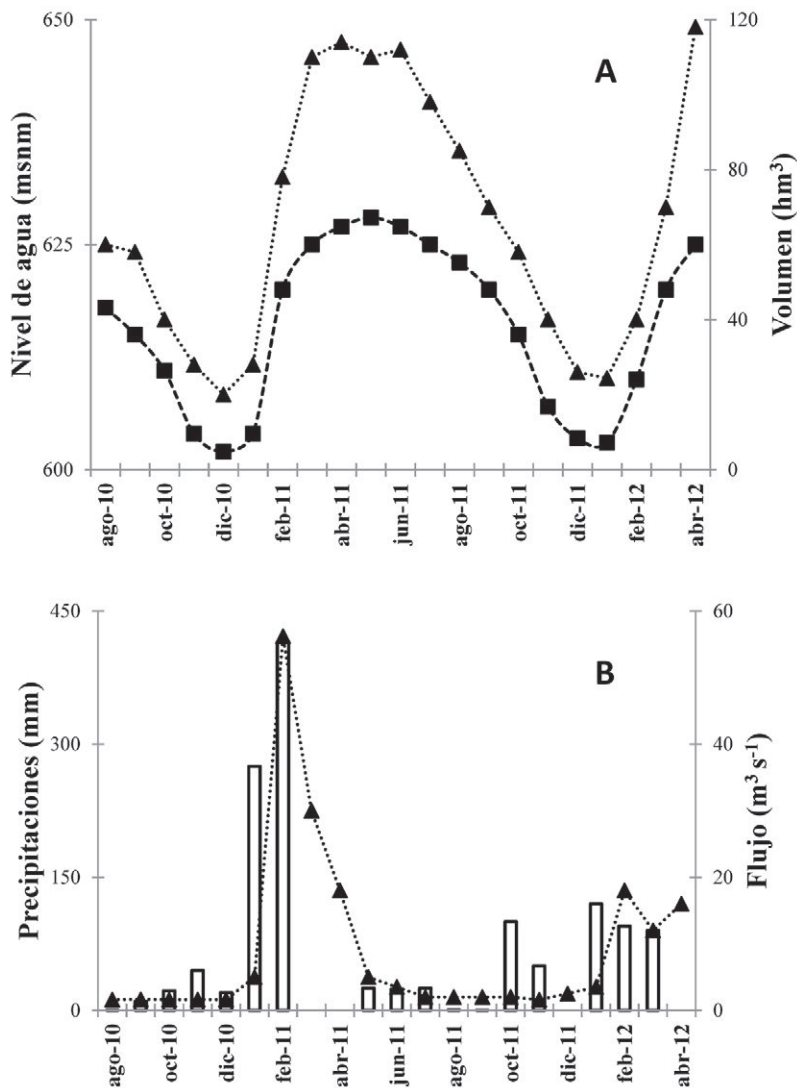 650
625
600
Nivel de agua (msnm)
A
120
80
40
0
Volumen (hm³)
ago-10
oct-10
dic-10
feb-11
abr-11
jun-11
ago-11
oct-11
dic-11
feb-12
abr-12
450
300
150
0
Precipitaciones (mm)
B
60
40
20
0
Flujo (m³ s⁻¹)
ago-10
oct-10
dic-10
feb-11
abr-11
jun-11
ago-11
oct-11
dic-11
feb-12
abr-12